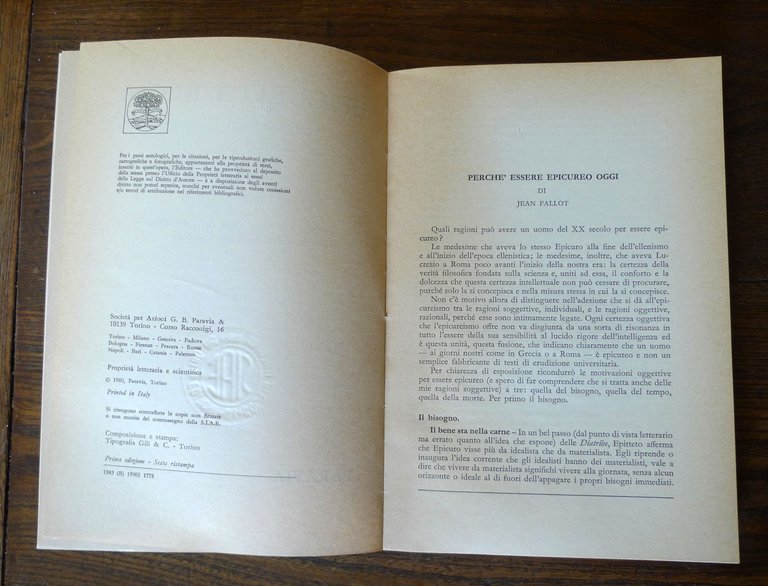 Per i passi antologici, per le citazioni, per le riproduzioni grafiche,
cartografiche e fotografiche, appartenenti alla proprietà di terzi,
inseriti in quest'opera, l'Editore — che ha provveduto al deposito
della stessa presso l'Ufficio della Proprietà letteraria ai sensi
della Legge sul Diritto d'Autore — è a disposizione degli aventi
diritto non potuti reperire, nonché per eventuali non volute omissioni
e/o errori di attribuzione nei riferimenti bibliografici.
Società per Azioni G. B. Paravia &
10139 Torino - Corso Racconigi, 16
Torino - Milano - Genova - Padova
Bologna - Firenze - Pescara - Roma
Napoli - Bari - Catania - Palermo.
Proprietà letteraria e scientifica
© 1980, Paravia, Torino
Printed in Italy
Si ritengono contraffatte le copie non firmate
o non munite del contrassegno della S.I.A.E.
Composizione e stampa:
Tipografia Gili & C. - Torino
Prima edizione - Sesta ristampa
1983 (II) 19905 1775
PERCHE' ESSERE EPICUREO OGGI
DI
JEAN FALLOT
Quali ragioni può avere un uomo del XX secolo per essere epi-
cureo?
Le medesime che aveva lo stesso Epicuro alla fine dell'ellenismo
e all'inizio dell'epoca ellenistica; le medesime, inoltre, che aveva Lu-
crezio a Roma poco avanti l'inizio della nostra era: la certezza della
verità filosofica fondata sulla scienza e, uniti ad essa, il conforto e la
dolcezza che questa certezza intellettuale non può cessare di procurare,
purché solo la si concepisca e nella misura stessa in cui la si concepisce.
Non c'è motivo allora di distinguere nell'adesione che si dà all'epi-
cureismo tra le ragioni soggettive, individuali, e le ragioni oggettive,
razionali, perché esse sono intimamente legate. Ogni certezza oggettiva
che l'epicureismo offre non va disgiunta da una sorta di risonanza in
tutto l'essere della sua sensibilità al lucido rigore dell'intelligenza ed
è questa unità, questa fusione, che indicano chiaramente che un uomo
— ai giorni nostri come in Grecia o a Roma — è epicureo e non un
semplice fabbricante di testi di erudizione universitaria.
Per chiarezza di esposizione ricondurrò le motivazioni oggettive
per essere epicureo (e spero di far comprendere che si tratta anche delle
mie ragioni soggettive) a tre: quella del bisogno, quella del tempo,
quella della morte. Per primo il bisogno.
Il bisogno.
Il bene sta nella carne – In un bel passo (dal punto di vista letterario
ma errato quanto all'idea che espone) delle Diatribe, Epitteto afferma
che Epicuro visse più da idealista che da materialista. Egli riprende o
inaugura l'idea corrente che gli idealisti hanno dei materialisti, vale a
dire che vivere da materialista significhi vivere alla giornata, senza alcun
orizzonte o ideale al di fuori dell'appagare i propri bisogni immediati.